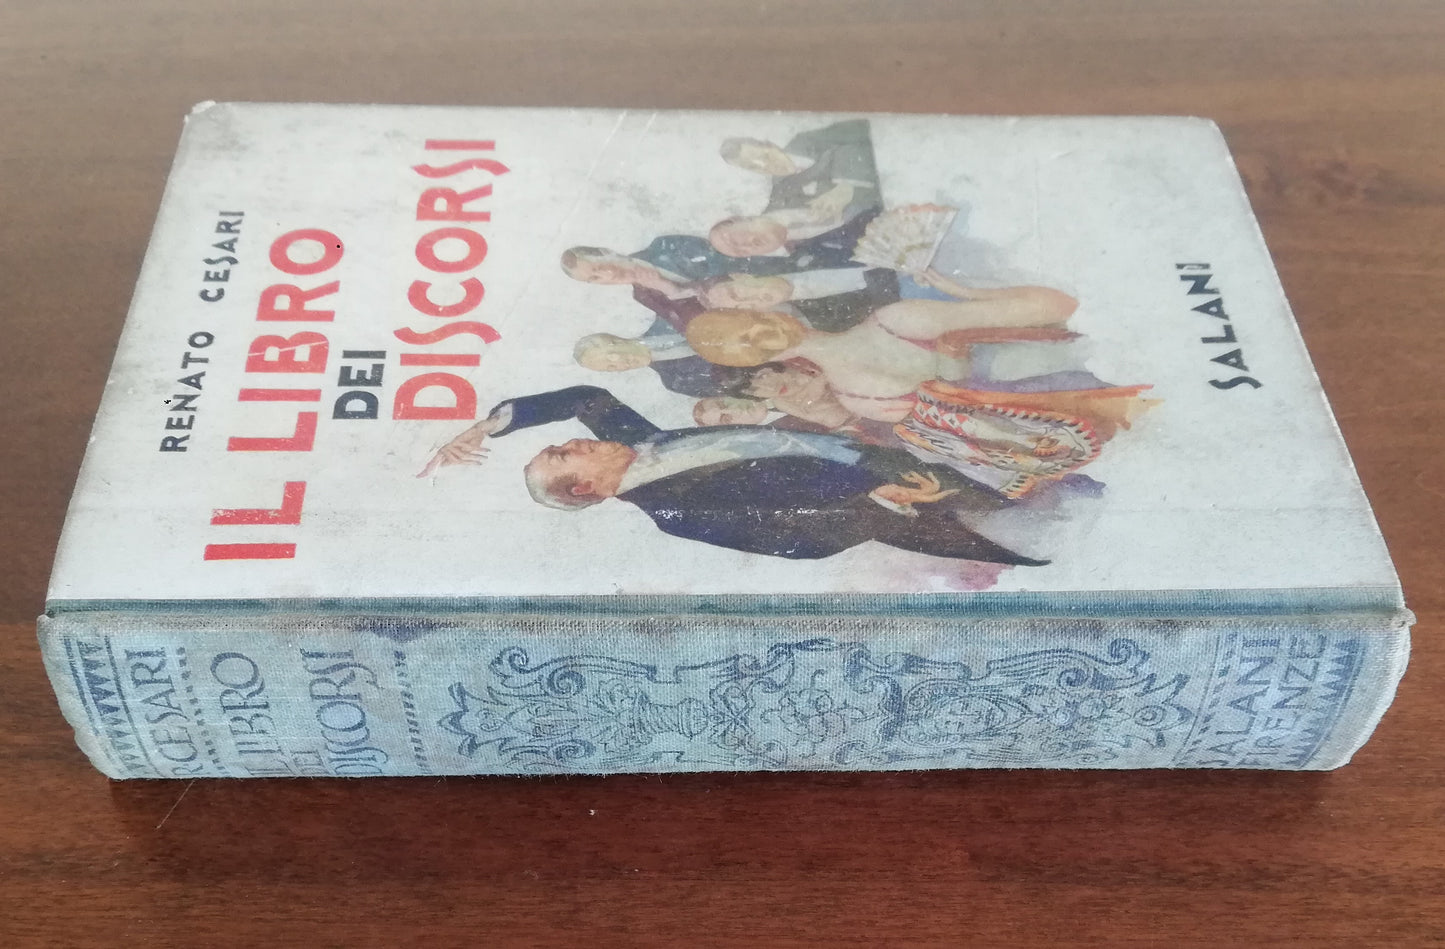 RENATO CESARI
IL LIBRO
DEI
DISCORSI
SALANI
R. CESARI
IL LIBRO
DEI
DISCORSI
SALANI
FIRENZE